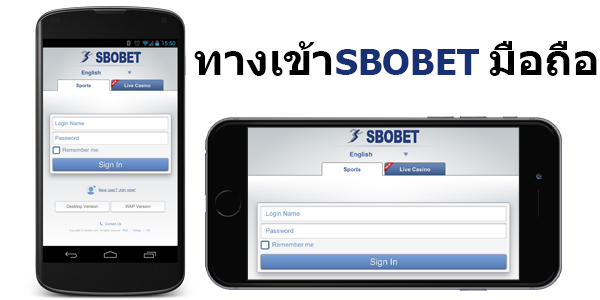 ทางเข้าSBOBET มือถือ
15:50
SBOBET
English
Sports
Live Casino
Login Name
Password
Remember me
Sign In
New user? Join now!
Desktop Version
WAP Version
Contact Us
SBOBET
English
Sports
Live Casino
Login Name
Password
Remember me
Sign In